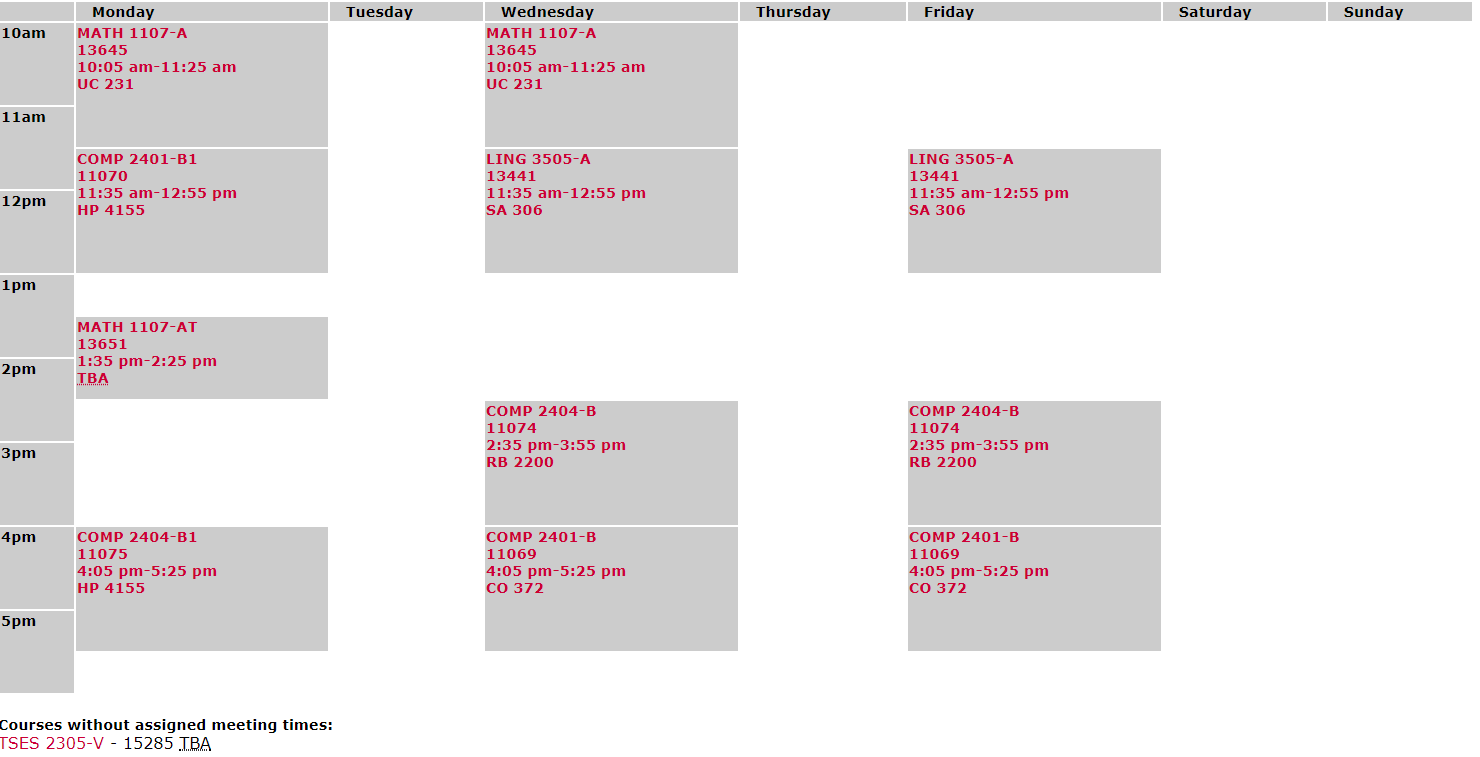 Monday Tuesday Wednesday Thursday Friday Saturday Sunday
10am
MATH 1107-A
13645
10:05 am-11:25 am
UC 231
MATH 1107-A
13645
10:05 am-11:25 am
UC 231
11am
COMP 2401-B1
11070
11:35 am-12:55 pm
HP 4155
LING 3505-A
13441
11:35 am-12:55 pm
SA 306
LING 3505-A
13441
11:35 am-12:55 pm
SA 306
12pm
1pm
MATH 1107-AT
13651
1:35 pm-2:25 pm
TBA
2pm
COMP 2404-B
11074
2:35 pm-3:55 pm
RB 2200
COMP 2404-B
11074
2:35 pm-3:55 pm
RB 2200
3pm
4pm
COMP 2404-B1
11075
4:05 pm-5:25 pm
HP 4155
COMP 2401-B
11069
4:05 pm-5:25 pm
CO 372
COMP 2401-B
11069
4:05 pm-5:25 pm
CO 372
5pm
Courses without assigned meeting times:
TSES 2305-V - 15285 TBA